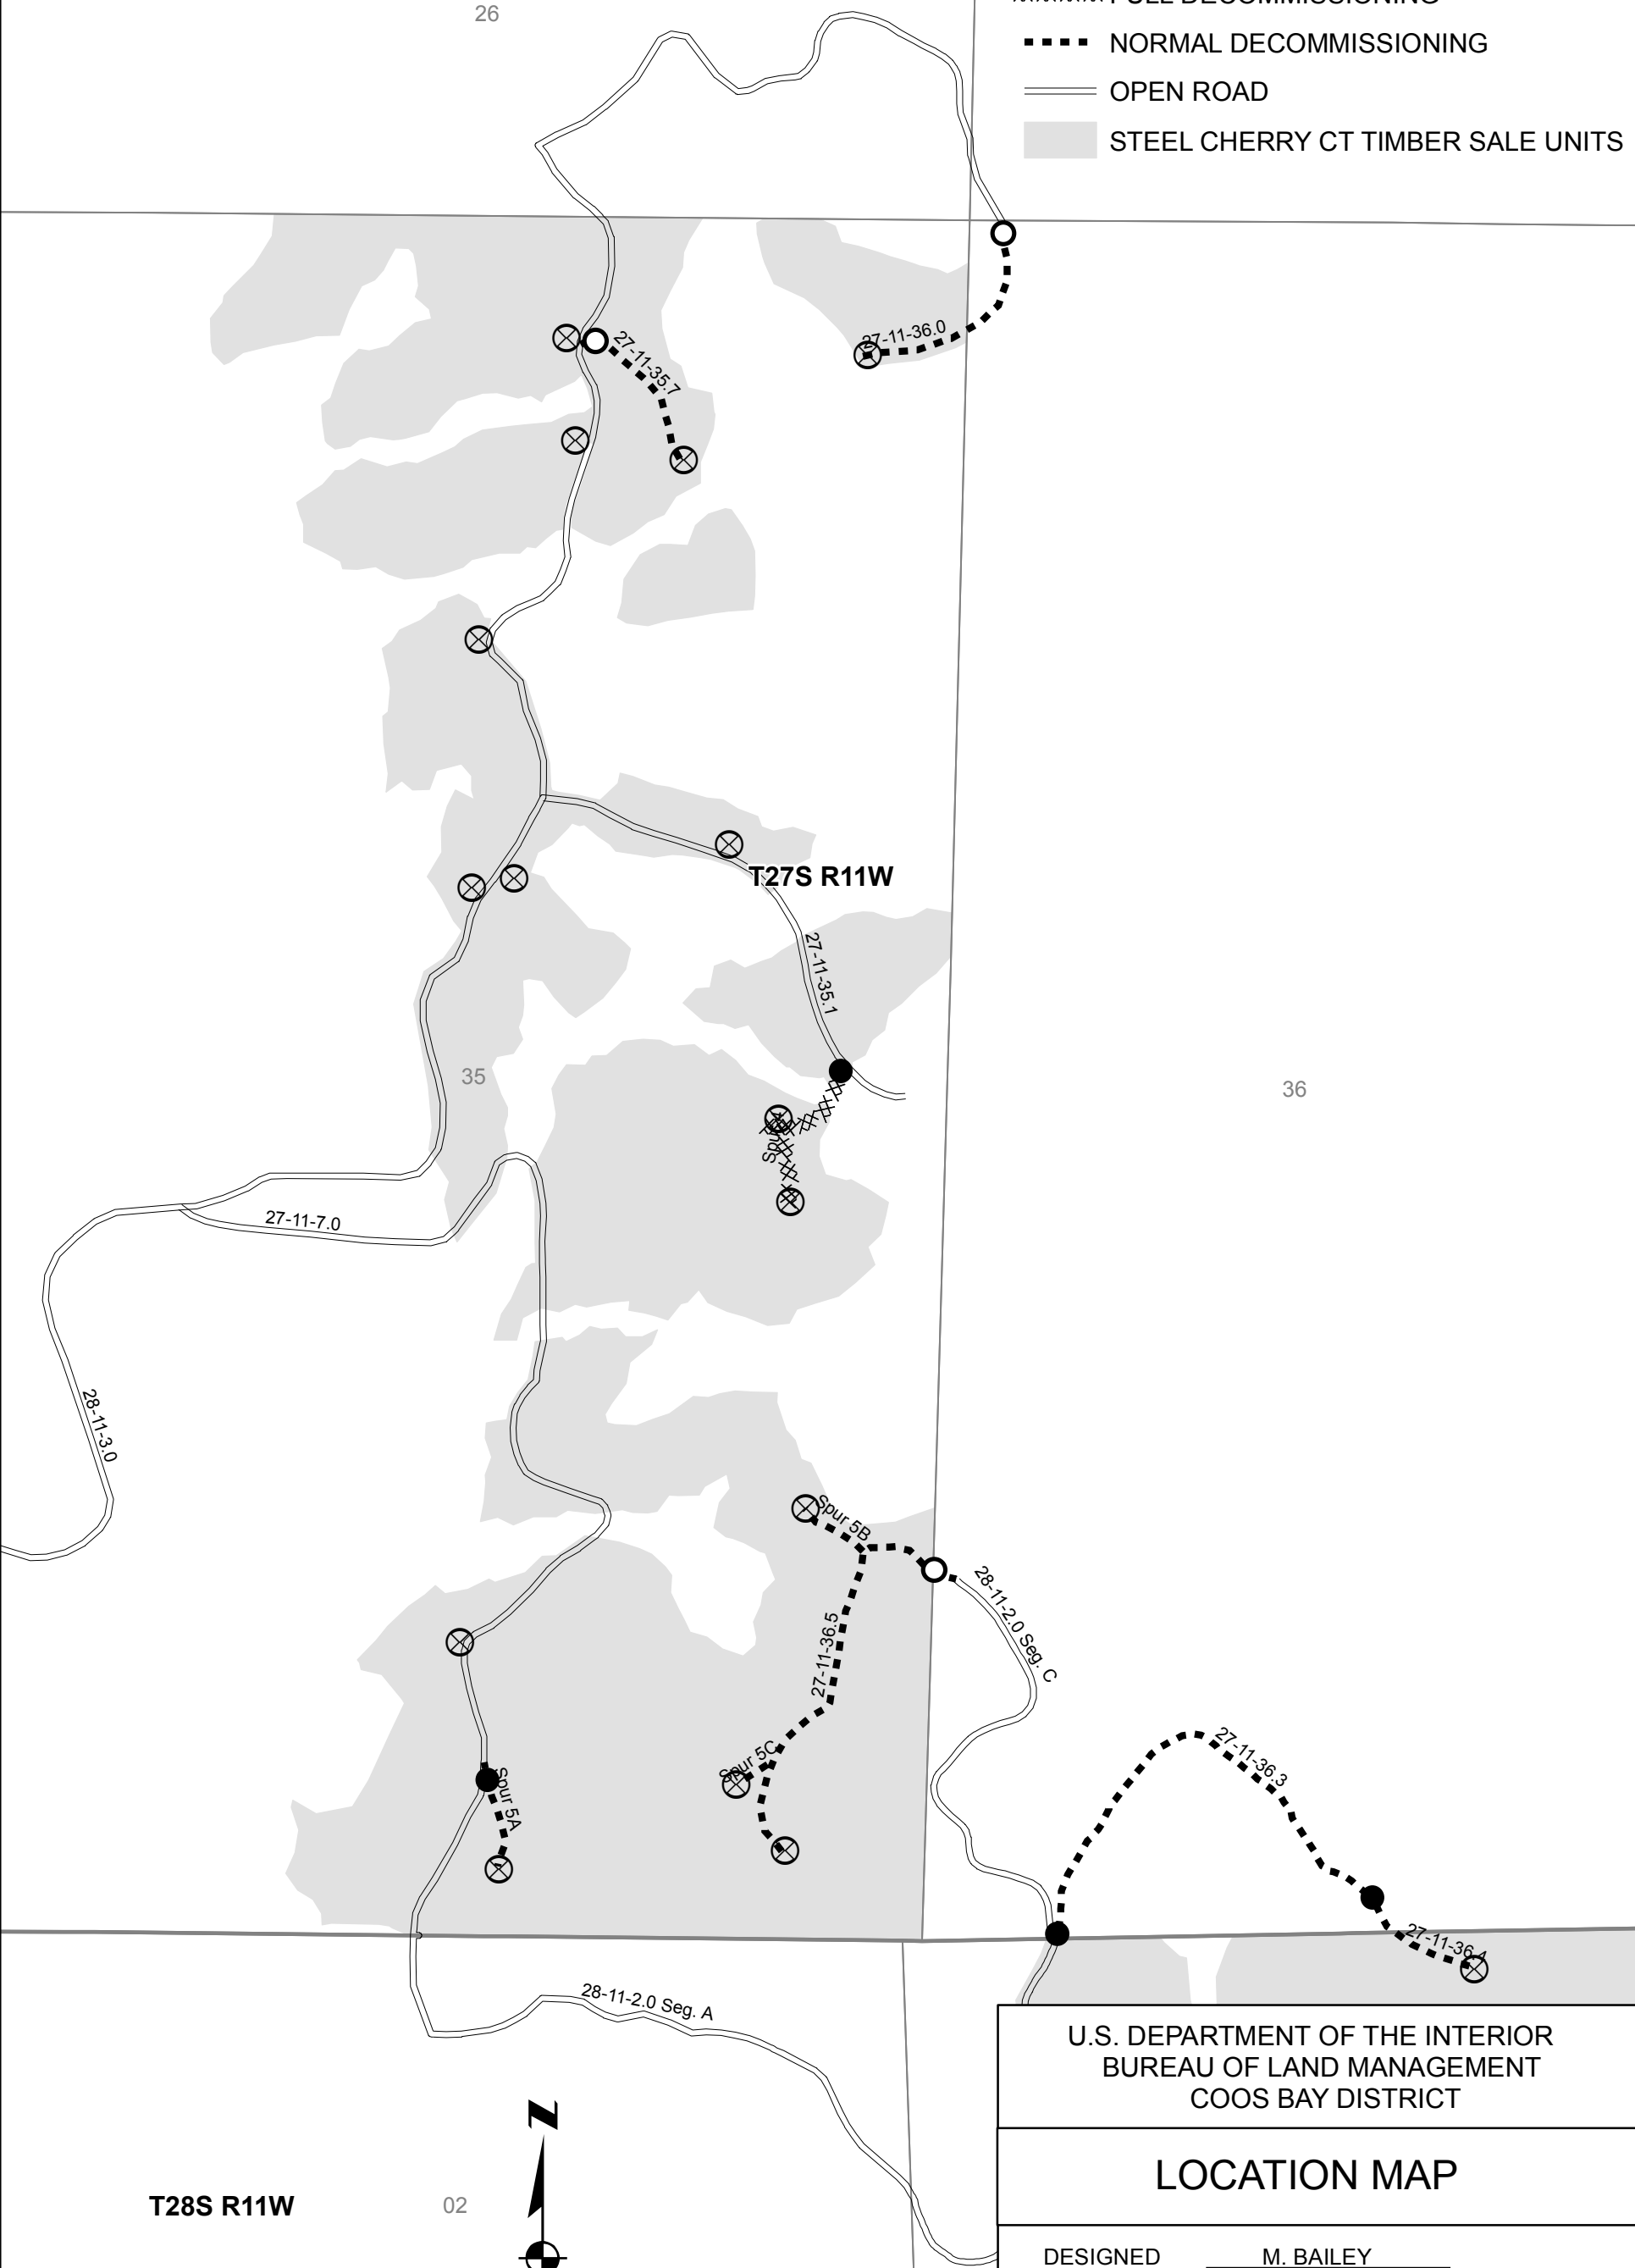 26
NORMAL DECOMMISSIONING
OPEN ROAD
STEEL CHERRY CT TIMBER SALE UNITS
27-11-36.0
27-11-35.7
T27S R11W
27-11-35.1
35
36
27-11-7.0
28-11-3.0
Spur 5B
28-11-2.0 Seg. C
27-11-36.5
27-11-36.3
Spur 5C
Spur 5A
27-11-36.4
28-11-2.0 Seg. A
U.S. DEPARTMENT OF THE INTERIOR
BUREAU OF LAND MANAGEMENT
COOS BAY DISTRICT
LOCATION MAP
N
T28S R11W
02
DESIGNED M. BAILEY